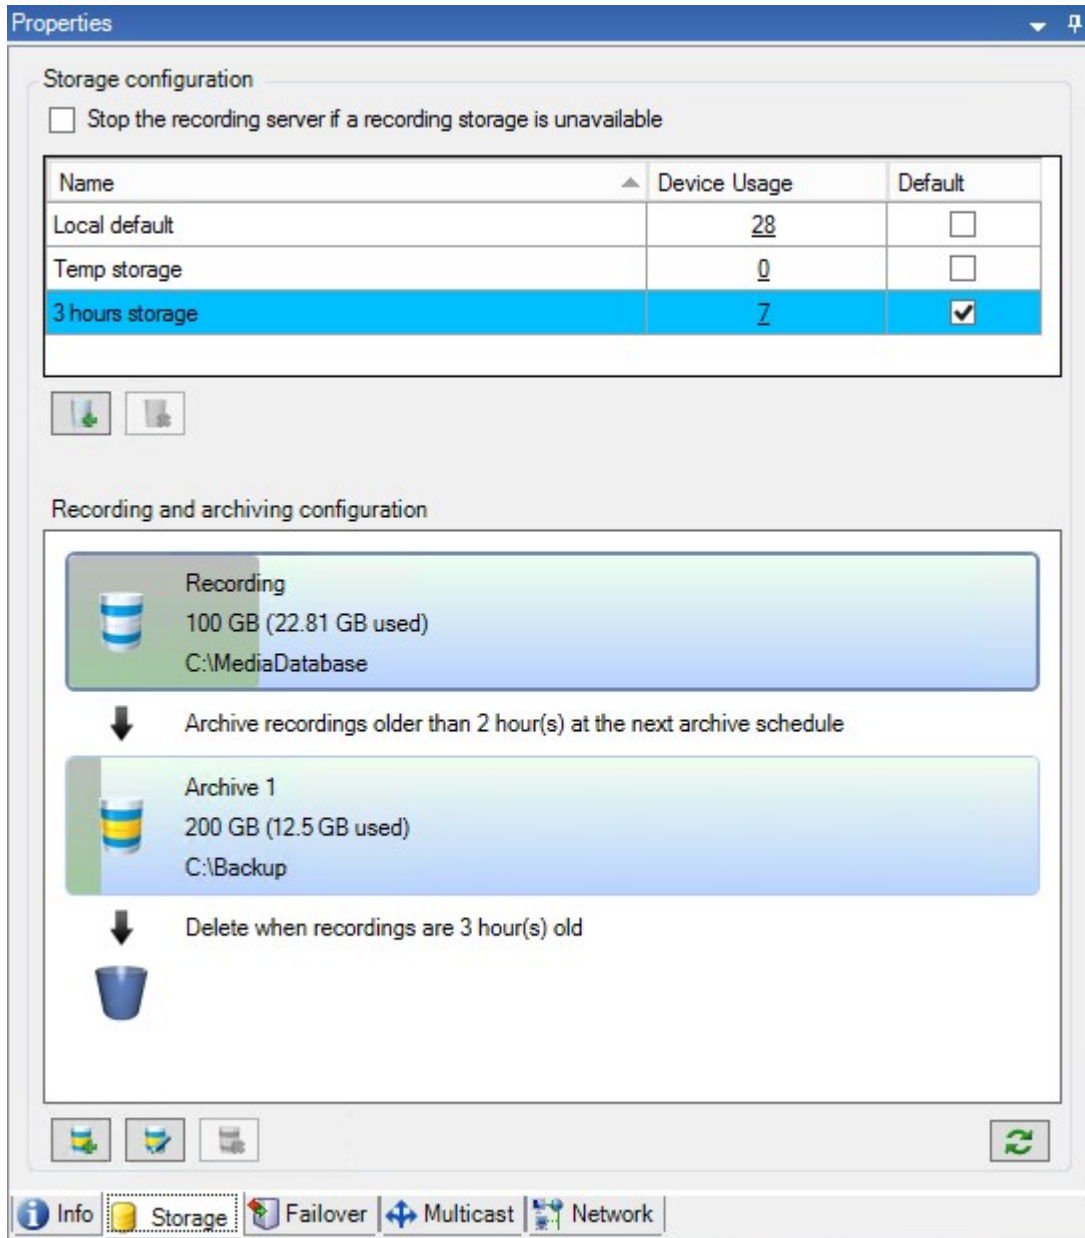 Properties
Storage configuration
Stop the recording server if a recording storage is unavailable
Name Device Usage Default
Local default 28
Temp storage 0
3 hours storage 7
Recording and archiving configuration
Recording
100 GB (22.81 GB used)
C:\MediaDatabase
Archive recordings older than 2 hour(s) at the next archive schedule
Archive 1
200 GB (12.5 GB used)
C:\Backup
Delete when recordings are 3 hour(s) old
Info Storage Failover Multicast Network